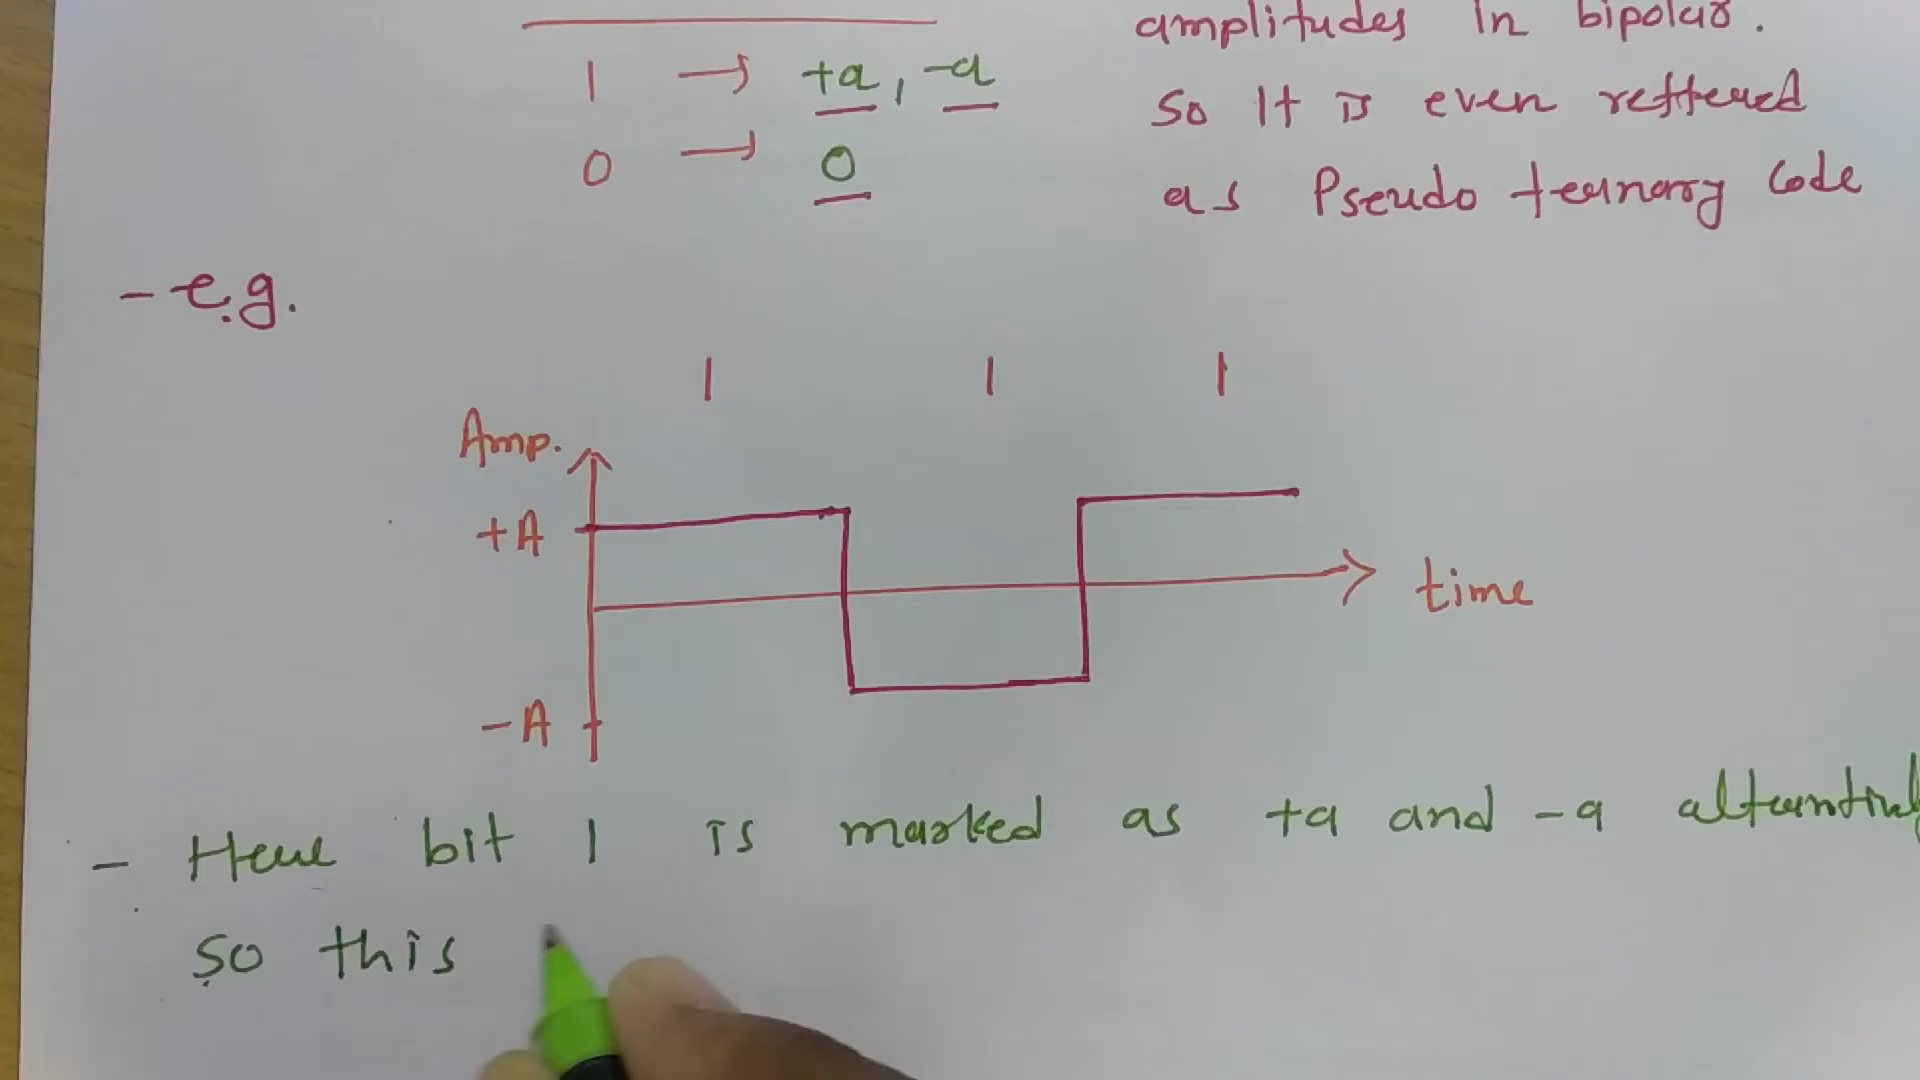 amplitudes in bipolar.
1 → +a, -a
so It is even reffered
0 → 0
as Pseudo ternary Code
- e.g.
1 1 1
Amp.
+A
time
-A
- Here bit 1 is marked as +a and -a
so this